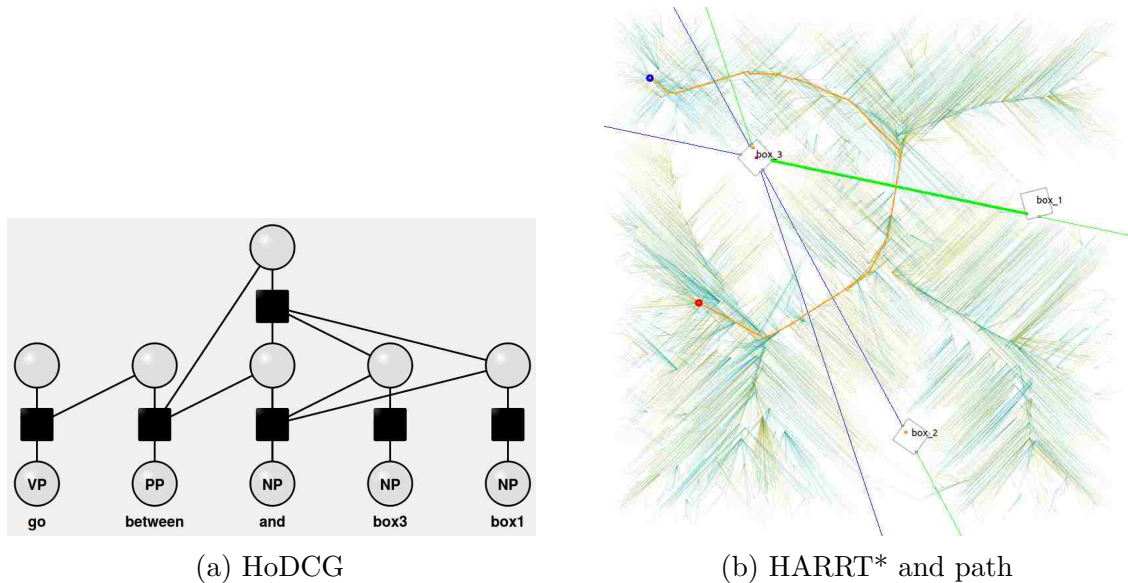 VP PP NP NP NP
go between and box3 box1
(a) HoDCG
box_3
box_1
box_2
(b) HARRT* and path